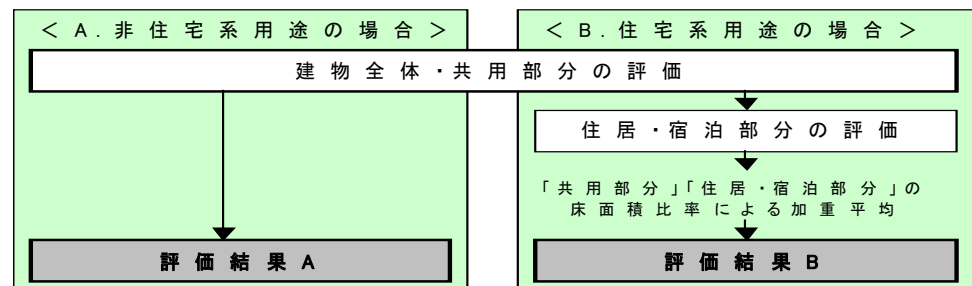 ＜A.非住宅系用途の場合＞
＜B.住宅系用途の場合＞
建物全体・共用部分の評価
住居・宿泊部分の評価
「共用部分」「住居・宿泊部分」の
床面積比率による加重平均
評価結果A
評価結果B